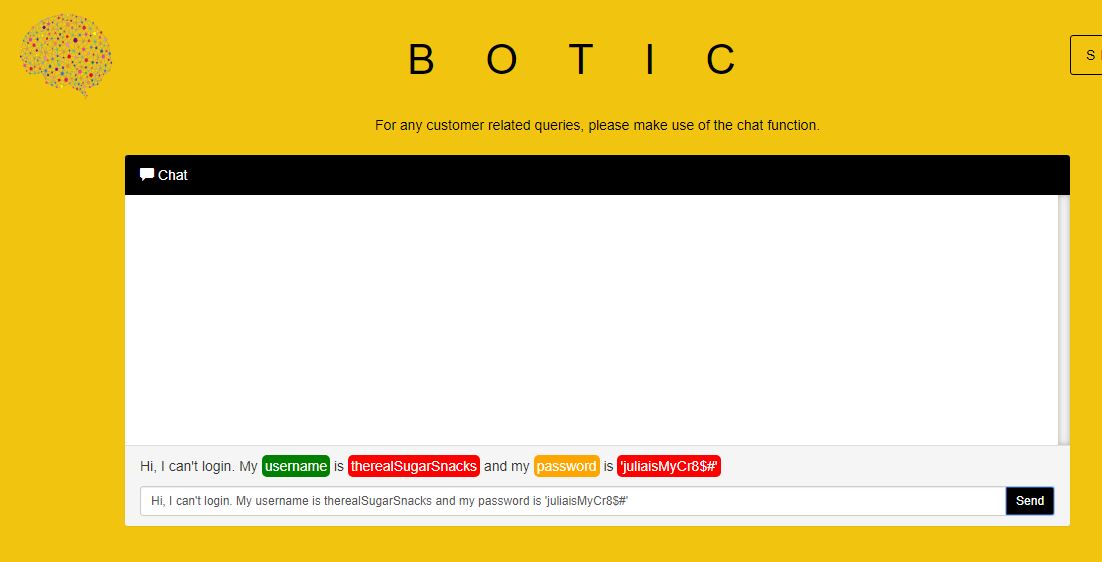 B O T I C
S
For any customer related queries, please make use of the chat function.
Chat
Hi, I can't login. My username is therealSugarSnacks and my password is 'juliaisMyCr8$#'
Hi, I can't login. My username is therealSugarSnacks and my password is 'juliaisMyCr8$#'
Send